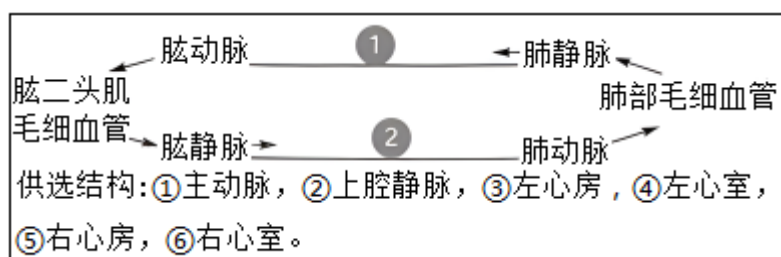 肱动脉 1 肺静脉
肱二头肌 肺部毛细血管
毛细血管
肱静脉 2 肺动脉
供选结构:①主动脉，②上腔静脉，③左心房，④左心室，
⑤右心房，⑥右心室。